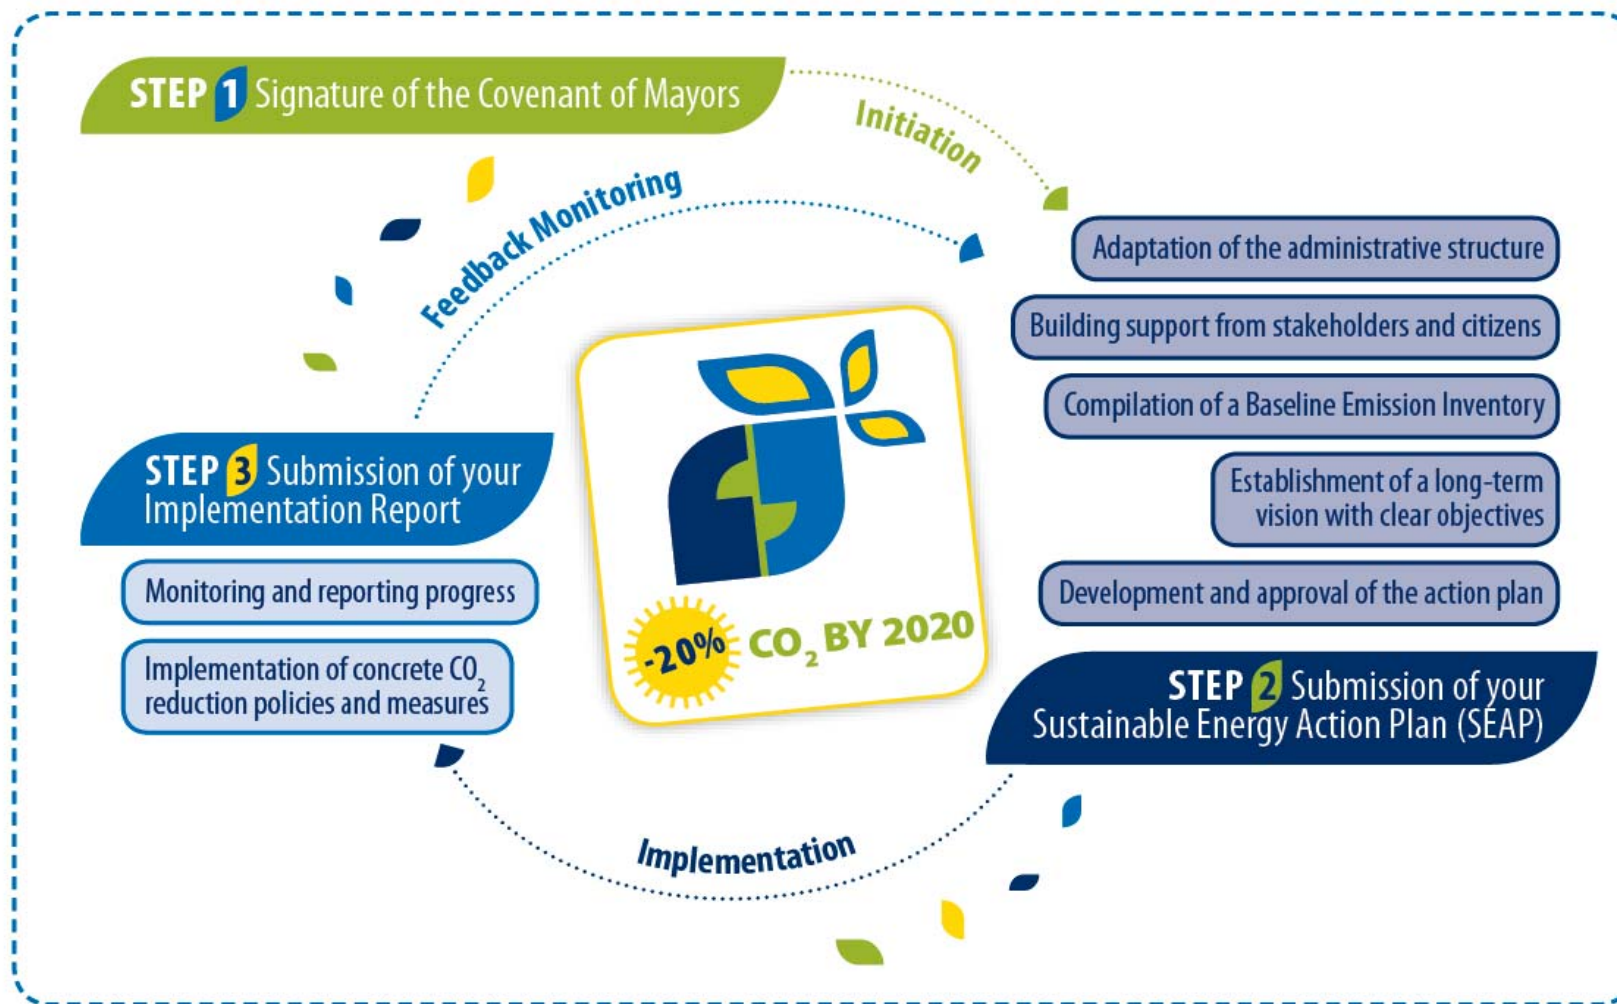 STEP 1 Signature of the Covenant of Mayors
Initiation
Feedback Monitoring
Adaptation of the administrative structure
Building support from stakeholders and citizens
Compilation of a Baseline Emission Inventory
Establishment of a long-term
vision with clear objectives
Development and approval of the action plan
STEP 2 Submission of your
Sustainable Energy Action Plan (SEAP)
Implementation
STEP 3 Submission of your
Implementation Report
Monitoring and reporting progress
Implementation of concrete CO₂
reduction policies and measures
-20% CO₂ BY 2020